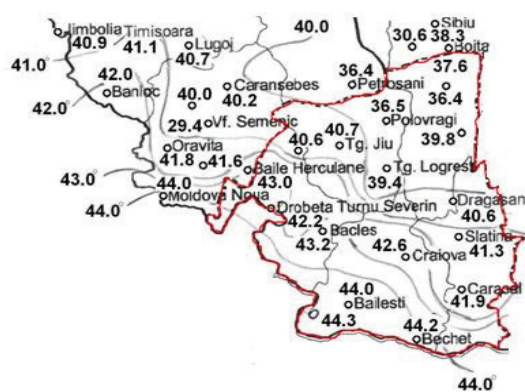 Sibiu
Jimbolia Timisoara 40.0 30.6 38.3
40.9 41.1 Lugoj Boita
41.0° 40.7 37.6
42.0 Caransebes 36.4 Petrosani
42.0° Banloc 40.0 40.2 36.4
29.4 Vf. Semenic 36.5 Polovragi
Oravita 40.6 40.7 Tg. Jiu 39.8
41.8 41.6 Baile Herculane Tg. Logresti
43.0° 44.0 43.0 39.4
44.0° Moldova Noua Drobeta Turnu Severin Dragasan
42.2 Bacles 40.6
43.2 42.6 Craiova Slatina
41.3
44.0 Caracal
Bailesti 41.9
44.3 44.2
Bechet
44.0°